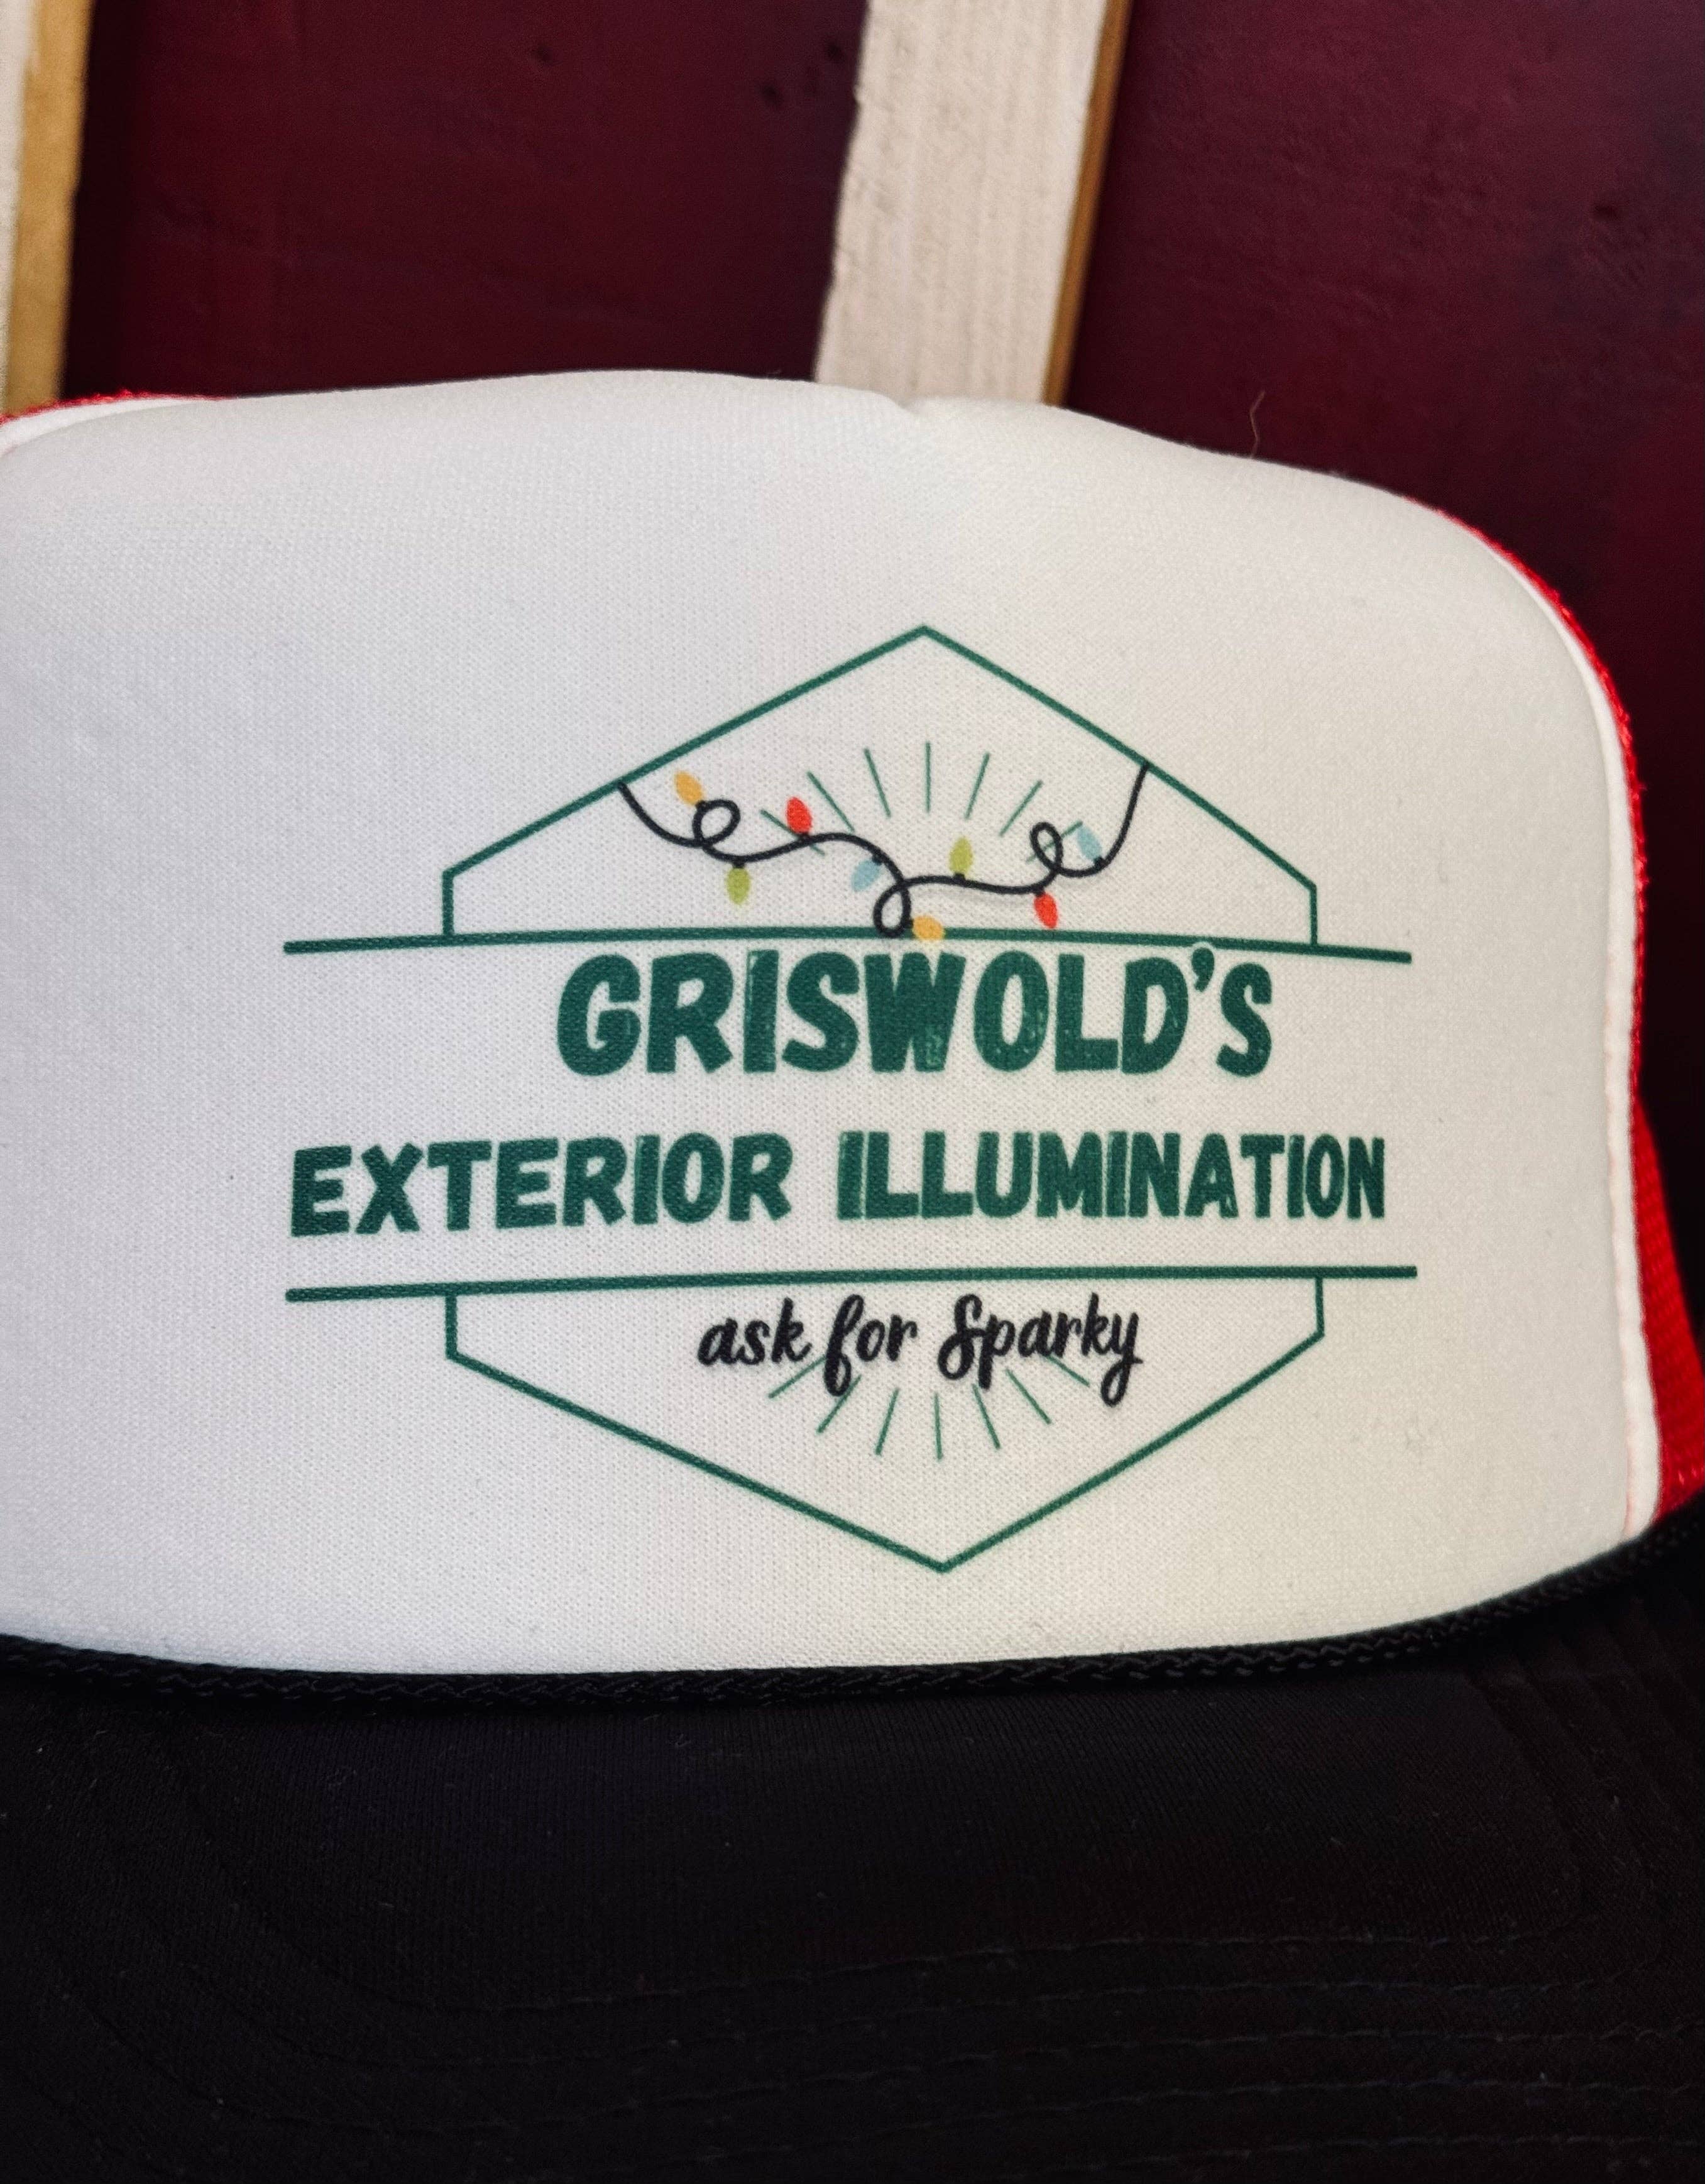 GRISWOLD'S
EXTERIOR ILLUMINATION
ask for Sparky